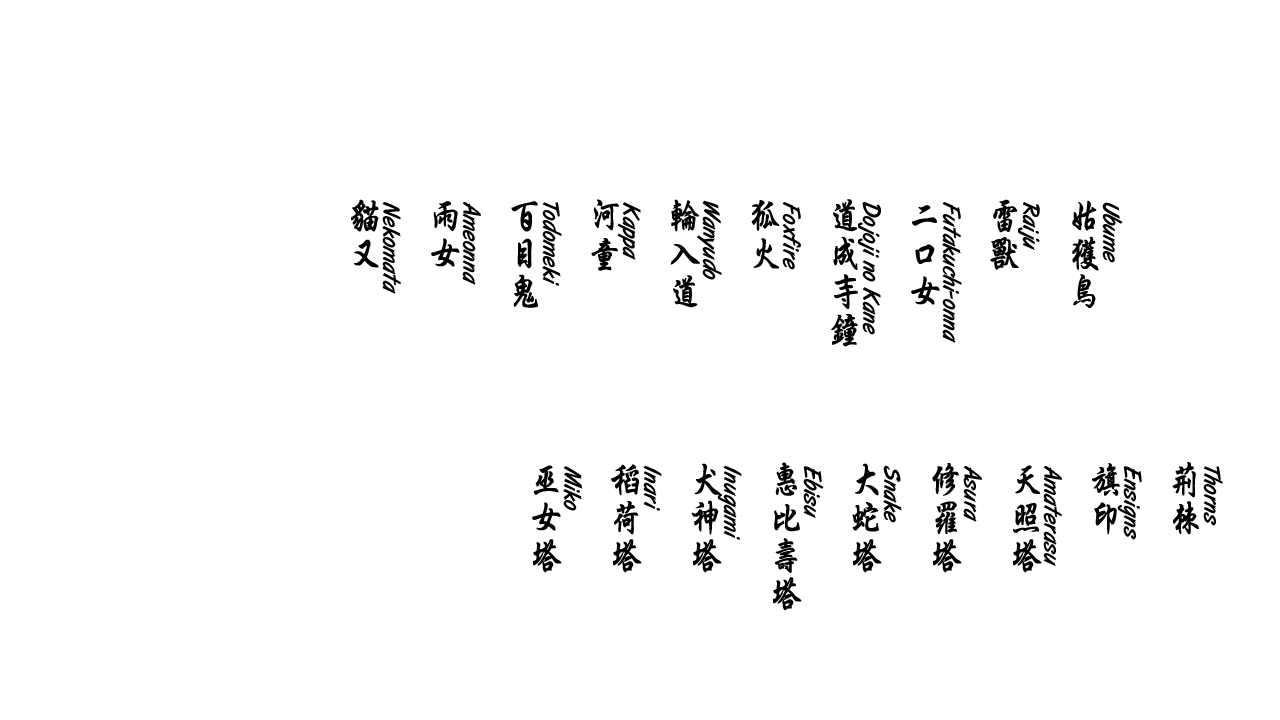 姑獲鳥
Ubume
雷獸
Raiju
二口女
Futakuchi-onna
道成寺鐘
Dojoji no Kane
狐火
Foxfire
輪入道
Wanyudo
河童
Kappa
百目鬼
Todomeki
雨女
Ameonna
貓又
Nekomata
荊棘
Thorns
旗印
Ensigns
天照塔
Amaterasu
修羅塔
Asura
大蛇塔
Snake
惠比壽塔
Ebisu
犬神塔
Inugami
稻荷塔
Inari
巫女塔
Miko